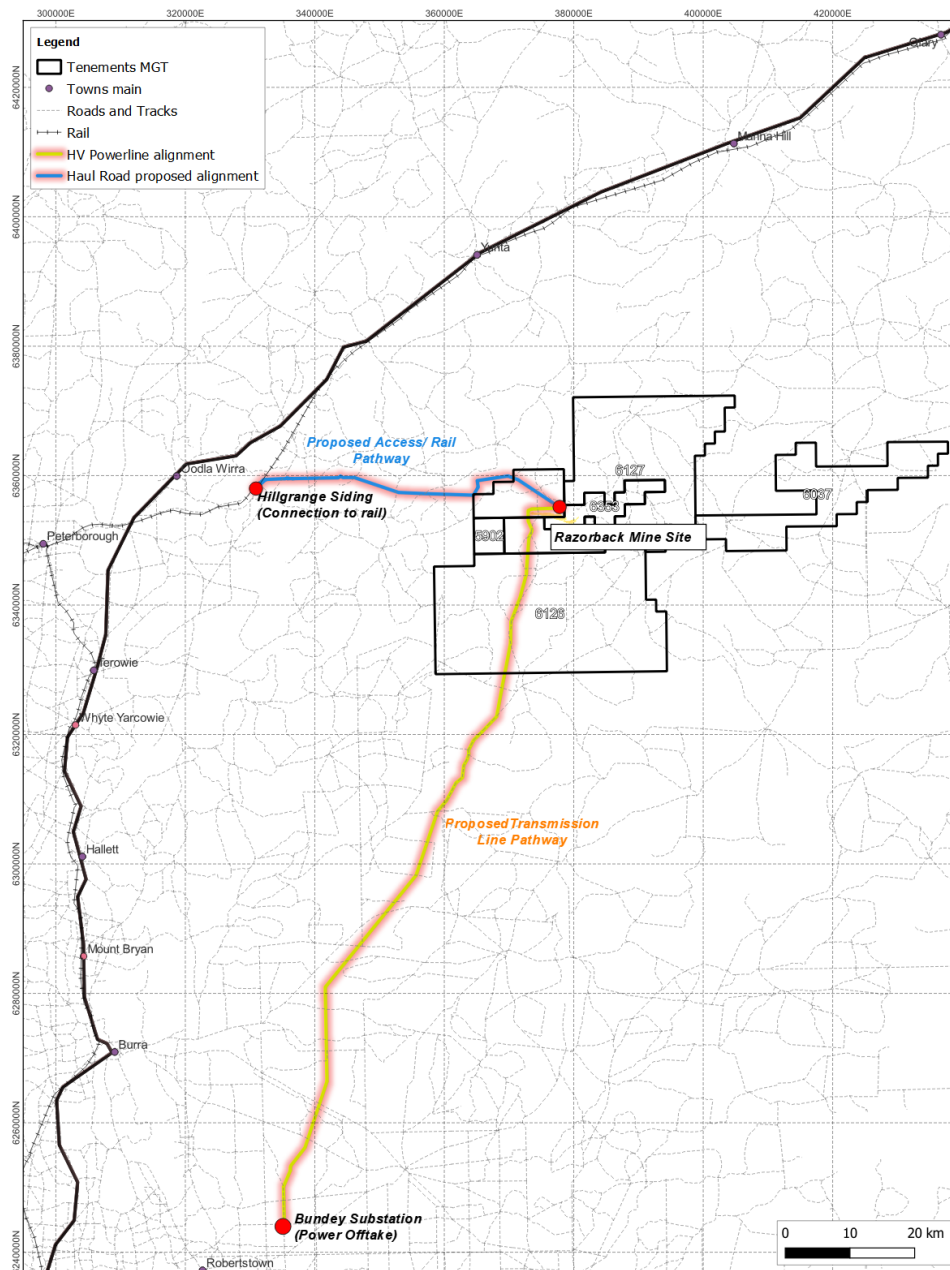 300000E
320000E
340000E
360000E
380000E
400000E
420000E
Legend
Tenements MGT
Towns main
Roads and Tracks
Rail
HV Powerline alignment
Haul Road proposed alignment
Olary
6420000N
Manna Hill
6400000N
Yunta
6380000N
Proposed Access/ Rail
Pathway
Oodla Wirra
6360000N
6127
6037
Hillgrange Siding
(Connection to rail)
6353
Peterborough
5902
Razorback Mine Site
6340000N
6126
Terowie
Whyte Yarcowie
6320000N
ProposedTransmission
Line Pathway
Hallett
6300000N
Mount Bryan
6280000N
Burra
6260000N
Bundey Substation
(Power Offtake)
0 10 20 km
6240000N
Robertstown